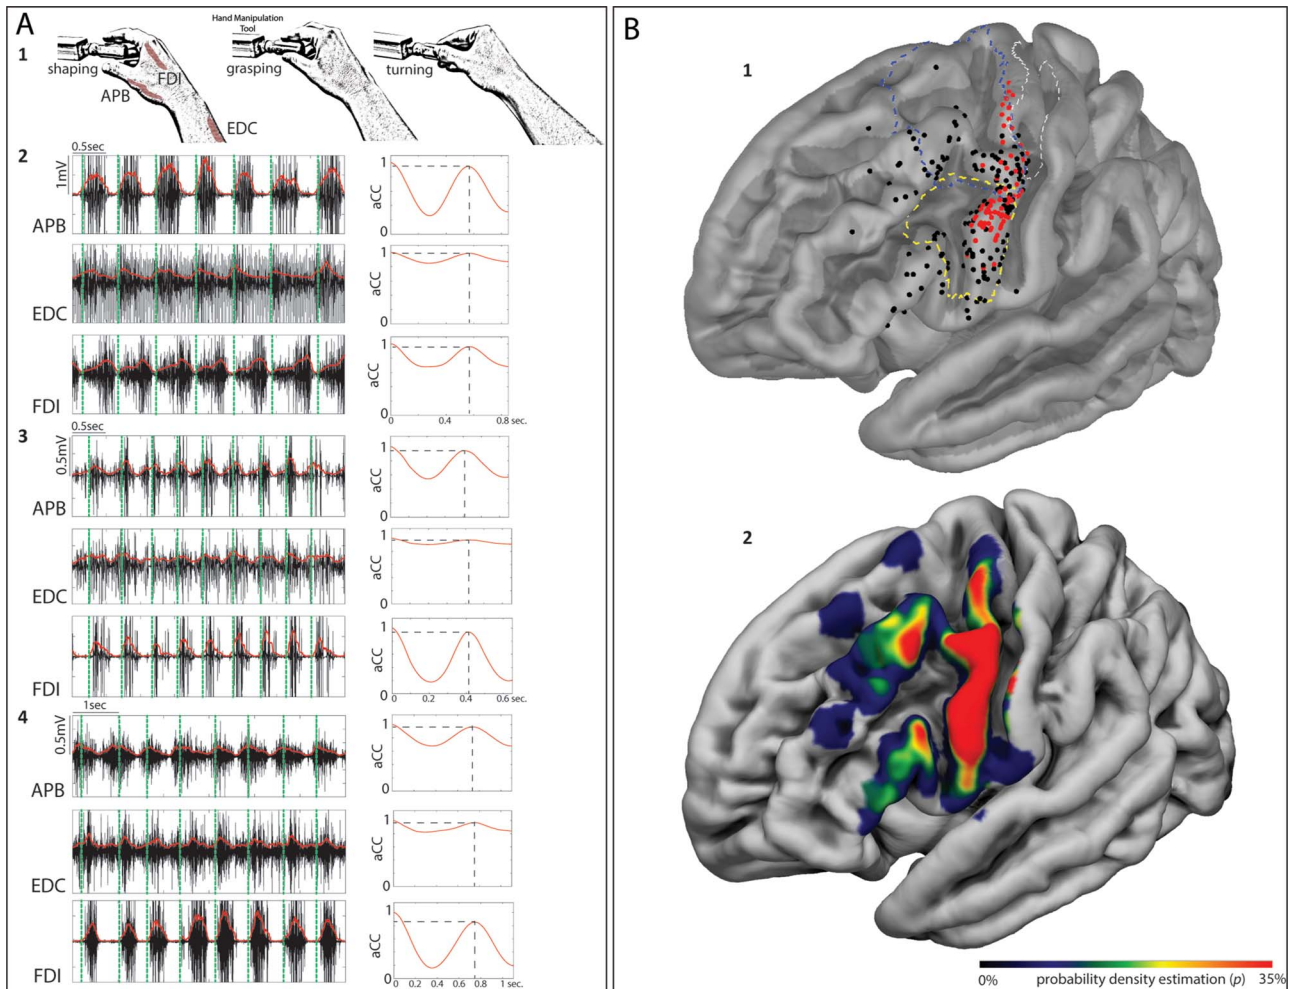 A
1
Hand Manipulation
Tool
shaping
FDI
APB
EDC
grasping
turning
2
0.5sec
1mV
APB
1
aCC
0
EDC
1
aCC
0
FDI
1
aCC
0
0
0.4
0.8 sec.
3
0.5sec
0.5mV
APB
1
aCC
0
EDC
1
aCC
0
FDI
1
aCC
0
0
0.2
0.4
0.6 sec.
4
1sec
0.5mV
APB
1
aCC
0
EDC
1
aCC
0
FDI
1
aCC
0
0
0.2
0.4
0.6
0.8
1 sec.
B
1
2
0%
probability density estimation (p)
35%